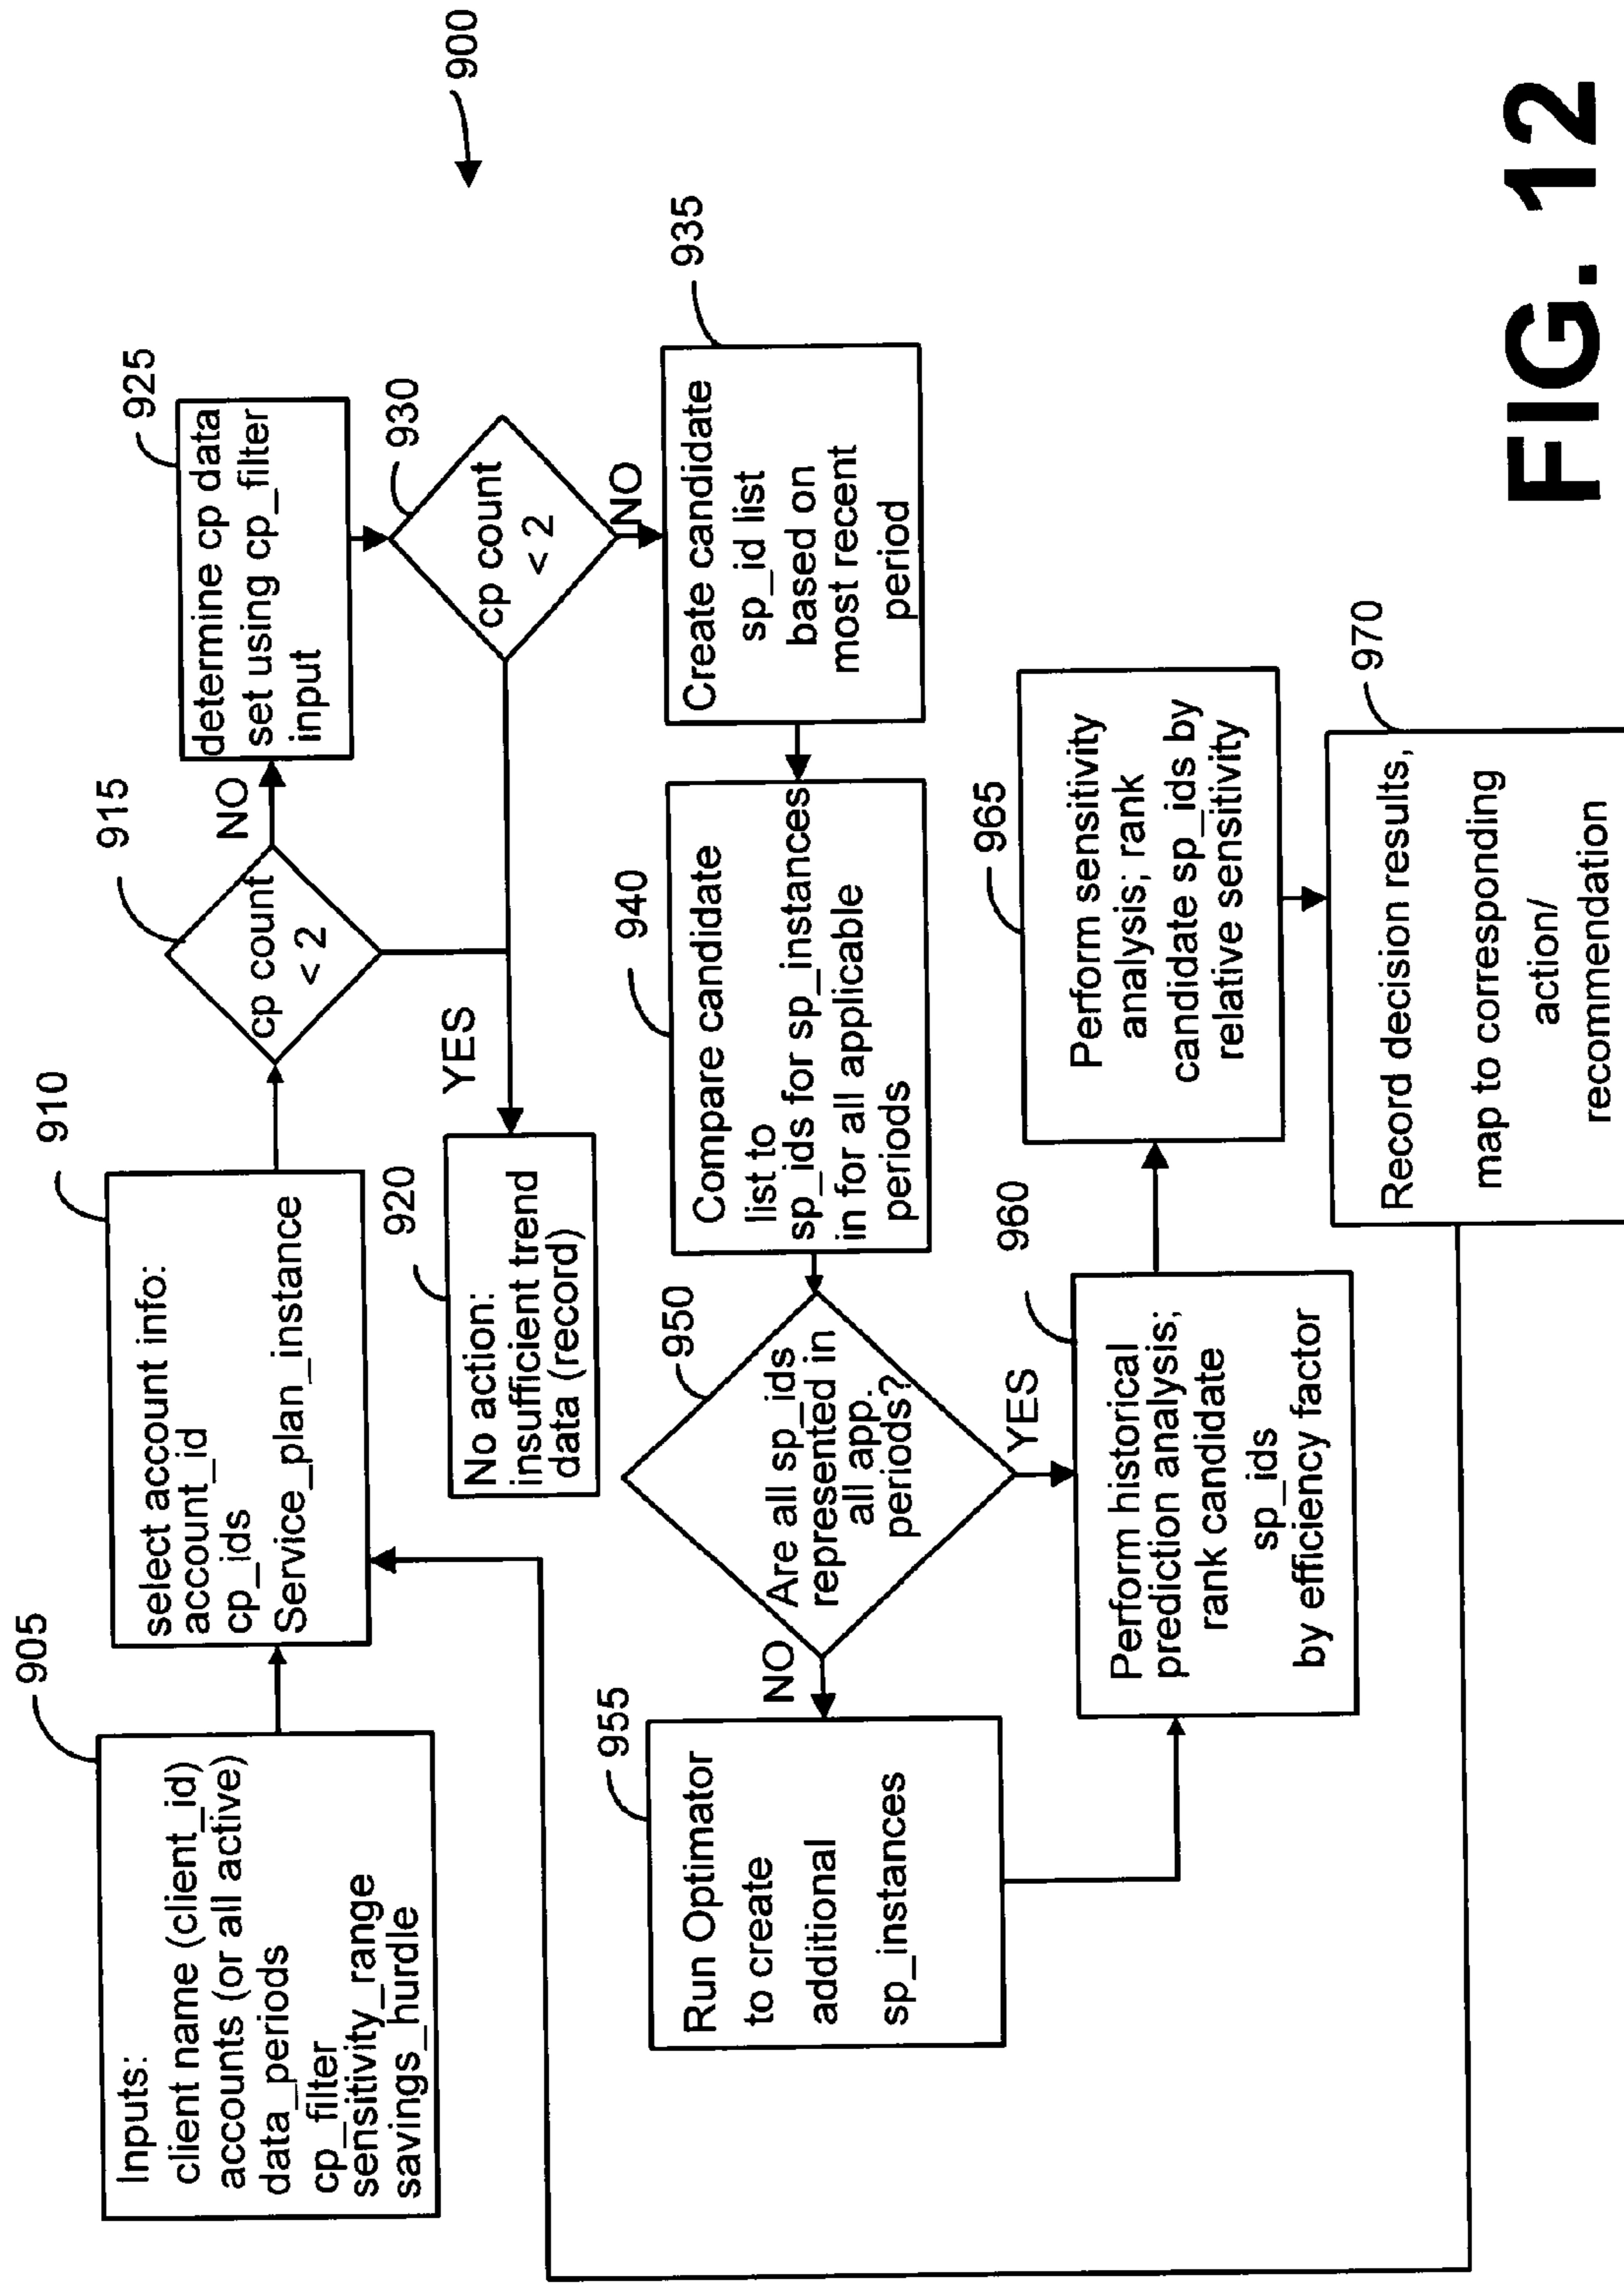 900
905
Inputs:
client name (client_id)
accounts (or all active)
data_periods
cp_filter
sensitivity_range
savings_hurdle
910
select account info:
account_id
cp_ids
Service_plan_instance
915
cp count
< 2
NO
925
determine cp data
set using cp_filter
input
930
cp count
< 2
YES
NO
920
No action:
insufficient trend
data (record)
935
Create candidate
sp_id list
based on
most recent
period
940
Compare candidate
list to
sp_ids for sp_instances
in for all applicable
periods
950
Are all sp_ids
represented in
all app.
periods?
NO
YES
955
Run Optimator
to create
additional
sp_instances
960
Perform historical
prediction analysis;
rank candidate
sp_ids
by efficiency factor
965
Perform sensitivity
analysis; rank
candidate sp_ids by
relative sensitivity
970
Record decision results,
map to corresponding
action/
recommendation
FIG. 12